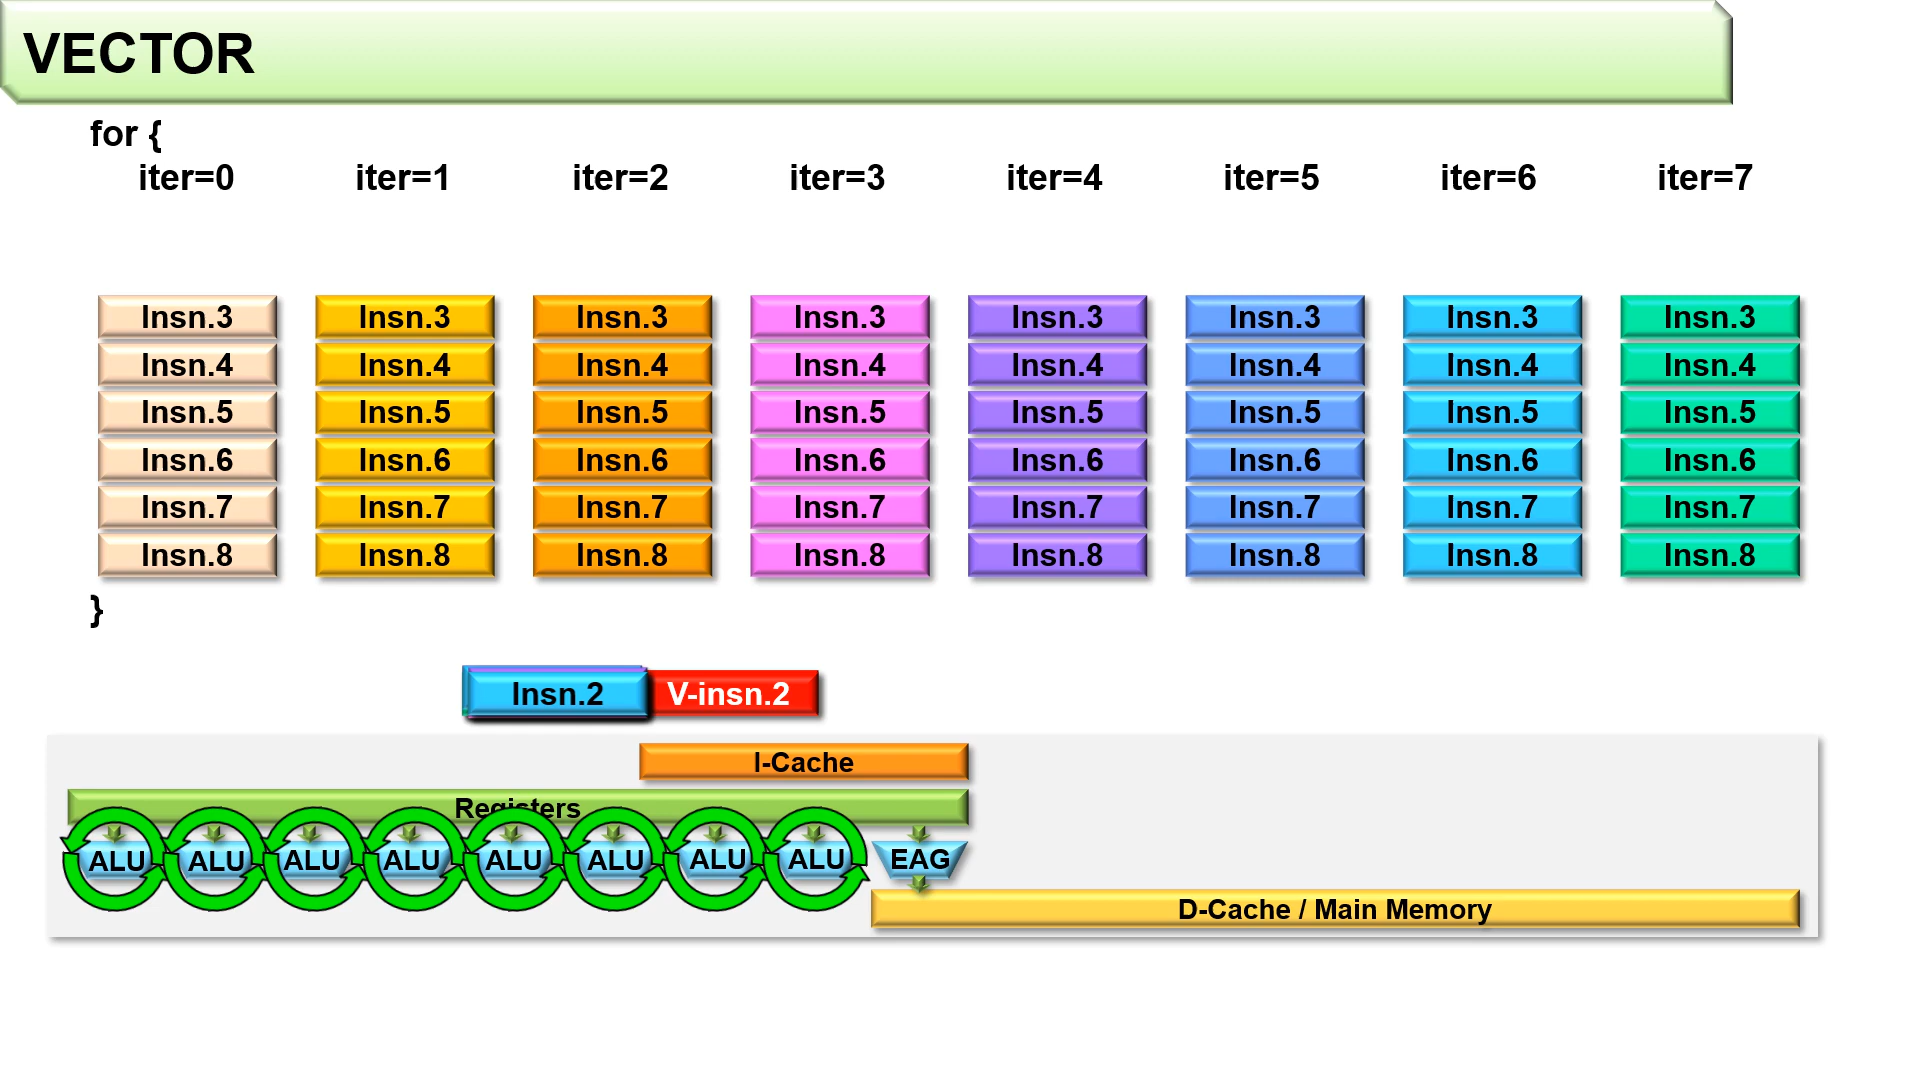 VECTOR
for {
iter=0 iter=1 iter=2 iter=3 iter=4 iter=5 iter=6 iter=7
Insn.3 Insn.3 Insn.3 Insn.3 Insn.3 Insn.3 Insn.3 Insn.3
Insn.4 Insn.4 Insn.4 Insn.4 Insn.4 Insn.4 Insn.4 Insn.4
Insn.5 Insn.5 Insn.5 Insn.5 Insn.5 Insn.5 Insn.5 Insn.5
Insn.6 Insn.6 Insn.6 Insn.6 Insn.6 Insn.6 Insn.6 Insn.6
Insn.7 Insn.7 Insn.7 Insn.7 Insn.7 Insn.7 Insn.7 Insn.7
Insn.8 Insn.8 Insn.8 Insn.8 Insn.8 Insn.8 Insn.8 Insn.8
}
Insn.2 V-insn.2
I-Cache
Registers
ALU ALU ALU ALU ALU ALU ALU ALU EAG
D-Cache / Main Memory